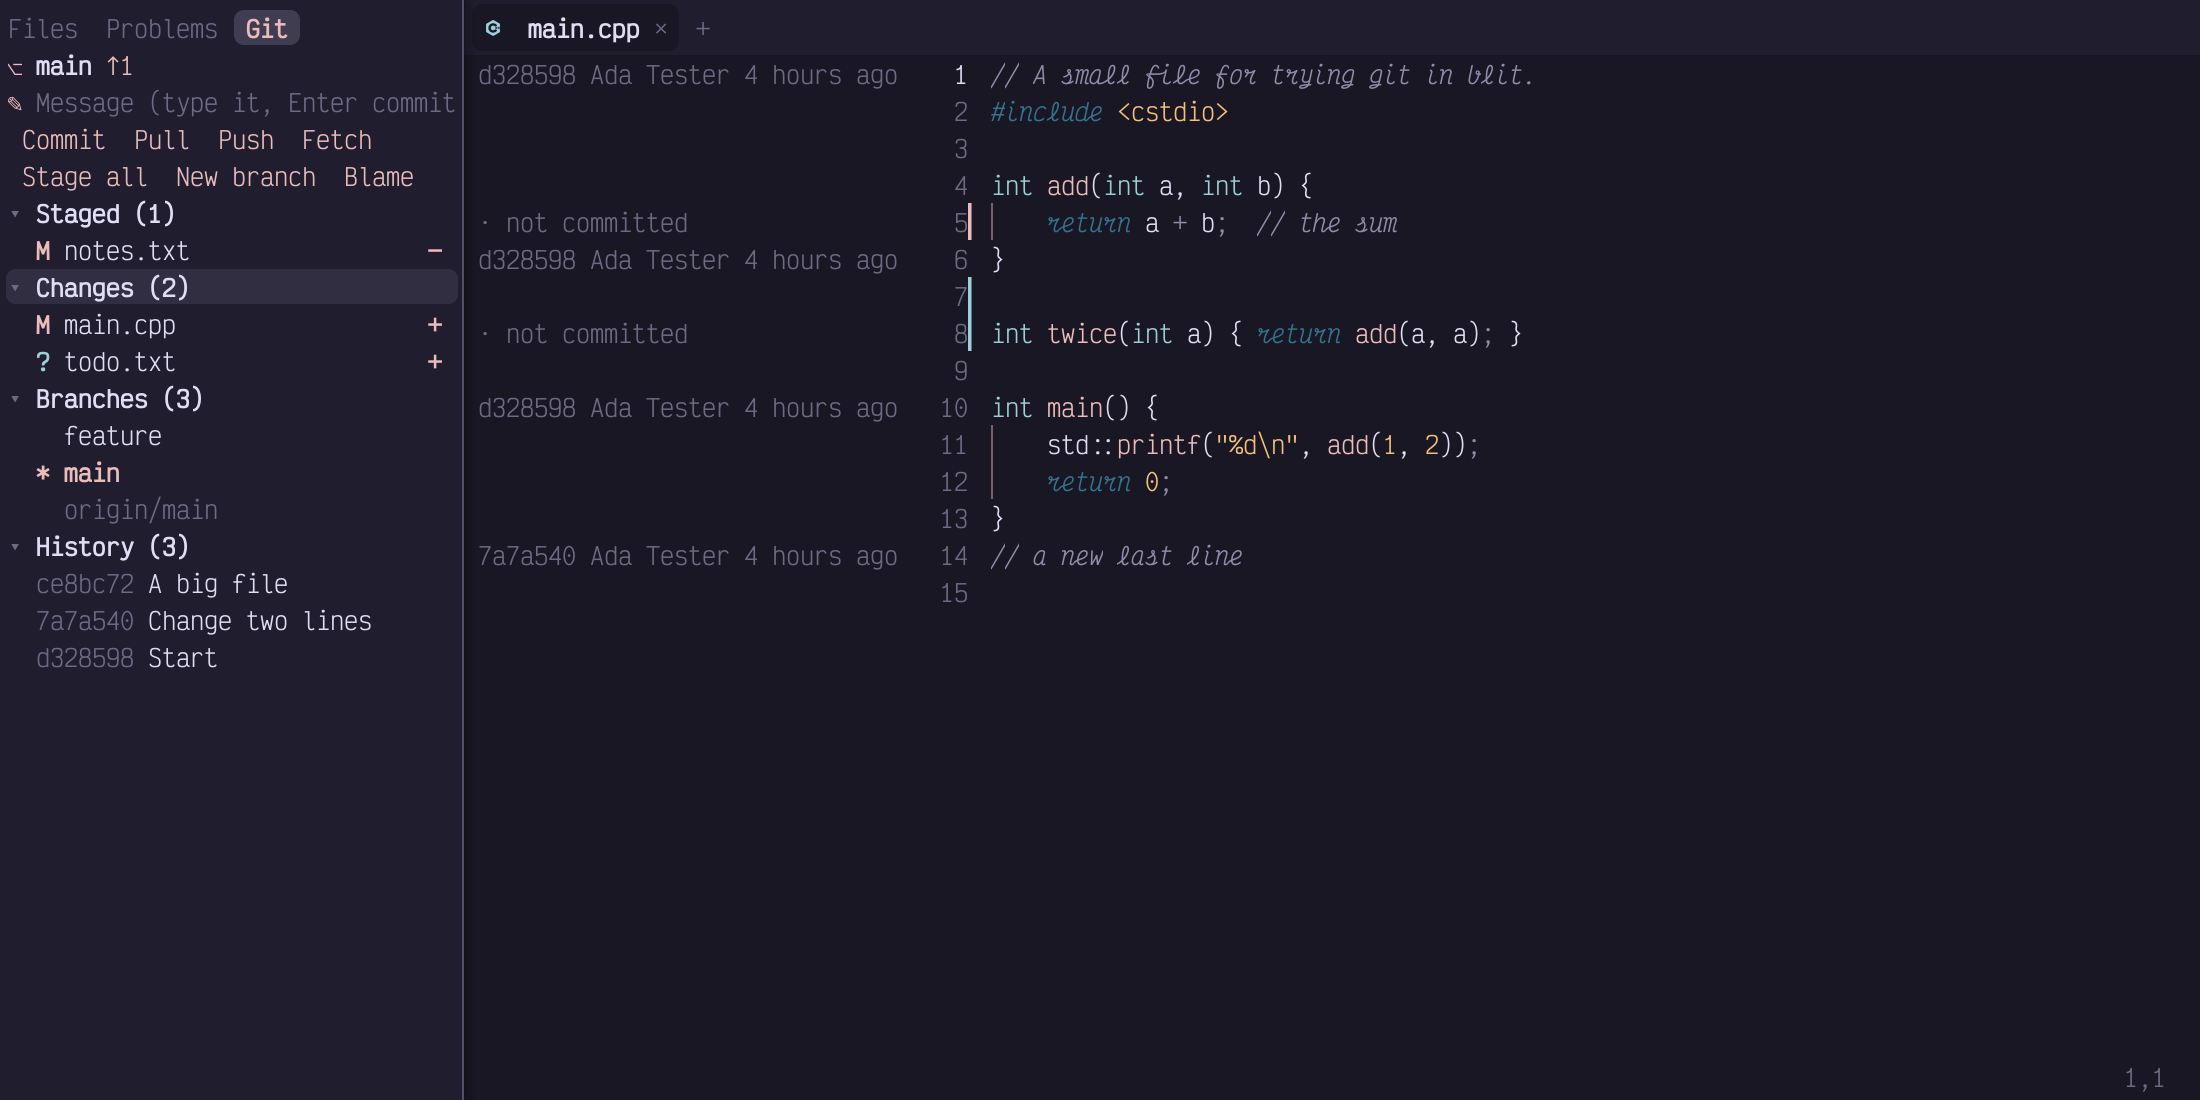 Files Problems Git
⌥ main ↑1
✎ Message (type it, Enter commit
Commit Pull Push Fetch
Stage all New branch Blame
▾ Staged (1)
M notes.txt −
▾ Changes (2)
M main.cpp +
? todo.txt +
▾ Branches (3)
feature
* main
origin/main
▾ History (3)
ce8bc72 A big file
7a7a540 Change two lines
d328598 Start
main.cpp × +
d328598 Ada Tester 4 hours ago 1 // A small file for trying git in blit.
2 #include <cstdio>
3
4 int add(int a, int b) {
· not committed 5 return a + b; // the sum
d328598 Ada Tester 4 hours ago 6 }
7
· not committed 8 int twice(int a) { return add(a, a); }
9
d328598 Ada Tester 4 hours ago 10 int main() {
11 std::printf("%d\n", add(1, 2));
12 return 0;
13 }
7a7a540 Ada Tester 4 hours ago 14 // a new last line
15
1,1